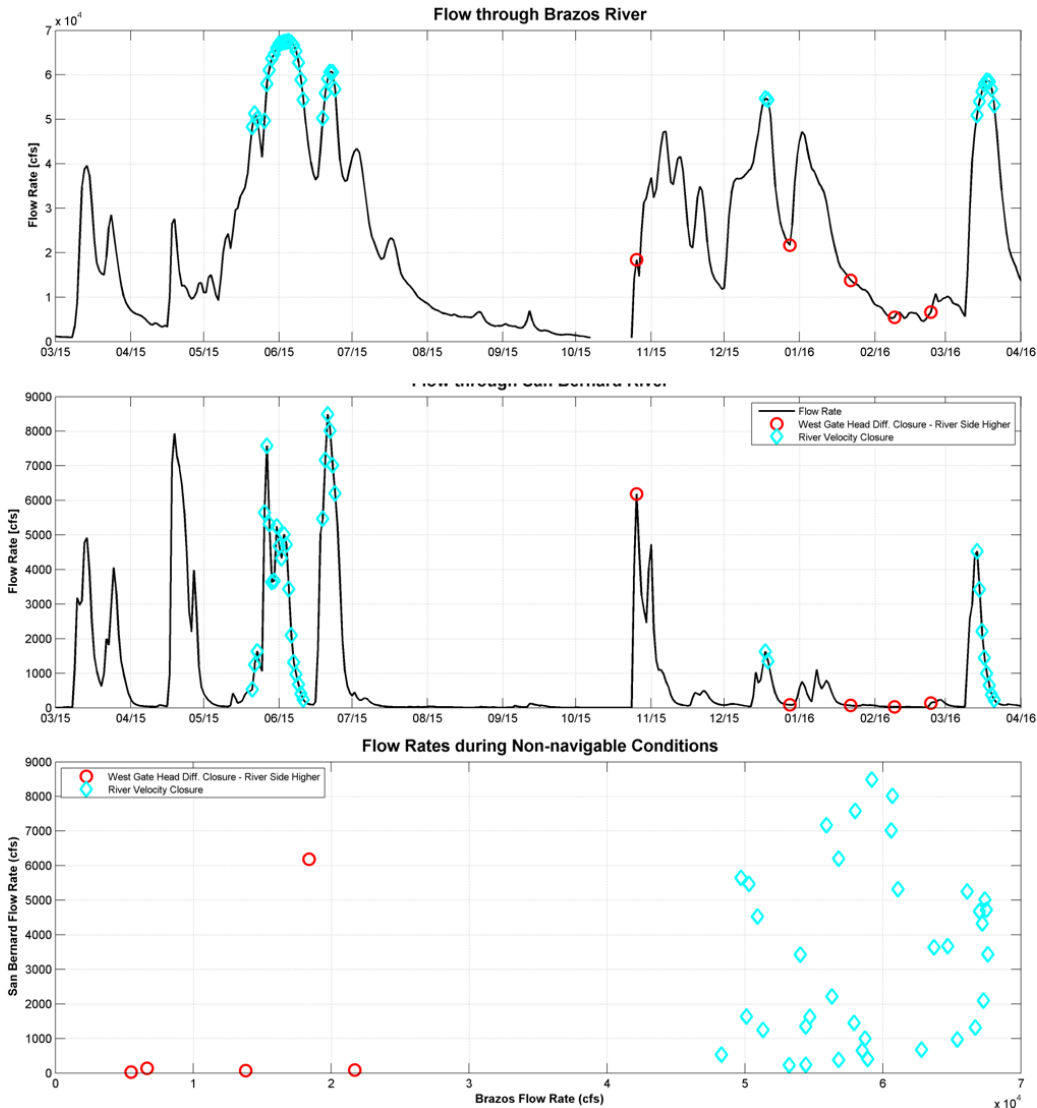 Flow through Brazos River
x 10⁴
7
6
5
4
3
2
1
0
Flow Rate [cfs]
03/15 04/15 05/15 06/15 07/15 08/15 09/15 10/15 11/15 12/15 01/16 02/16 03/16 04/16
Flow through San Bernard River
9000
8000
7000
6000
5000
4000
3000
2000
1000
0
Flow Rate [cfs]
Flow Rate
West Gate Head Diff. Closure - River Side Higher
River Velocity Closure
03/15 04/15 05/15 06/15 07/15 08/15 09/15 10/15 11/15 12/15 01/16 02/16 03/16 04/16
Flow Rates during Non-navigable Conditions
9000
8000
7000
6000
5000
4000
3000
2000
1000
0
San Bernard Flow Rate (cfs)
West Gate Head Diff. Closure - River Side Higher
River Velocity Closure
0 1 2 3 4 5 6 7
Brazos Flow Rate (cfs)
x 10⁴